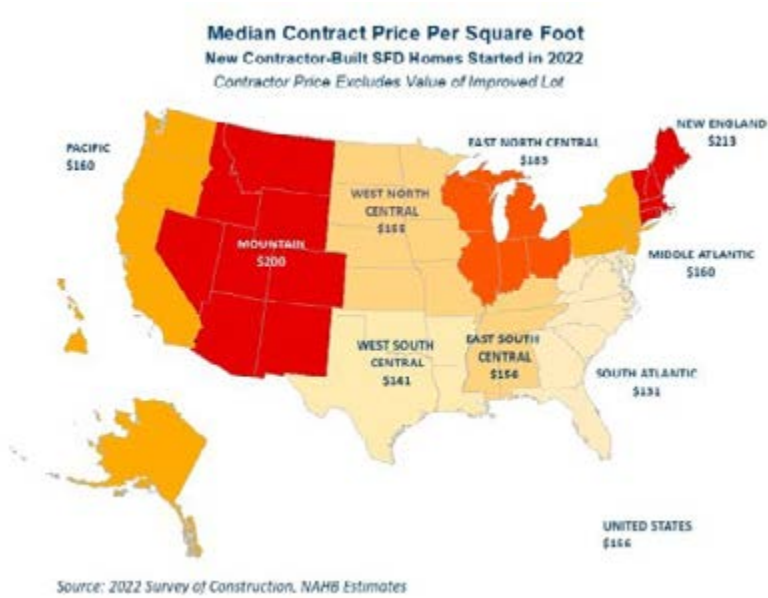 Median Contract Price Per Square Foot
New Contractor-Built SFD Homes Started in 2022
Contractor Price Excludes Value of Improved Lot
NEW ENGLAND
$213
EAST NORTH CENTRAL
PACIFIC
$160
WEST NORTH
CENTRAL
MOUNTAIN
$200
MIDDLE ATLANTIC
$160
WEST SOUTH
CENTRAL
$141
EAST SOUTH
CENTRAL
SOUTH ATLANTIC
$131
UNITED STATES
Source: 2022 Survey of Construction, NAHB Estimates